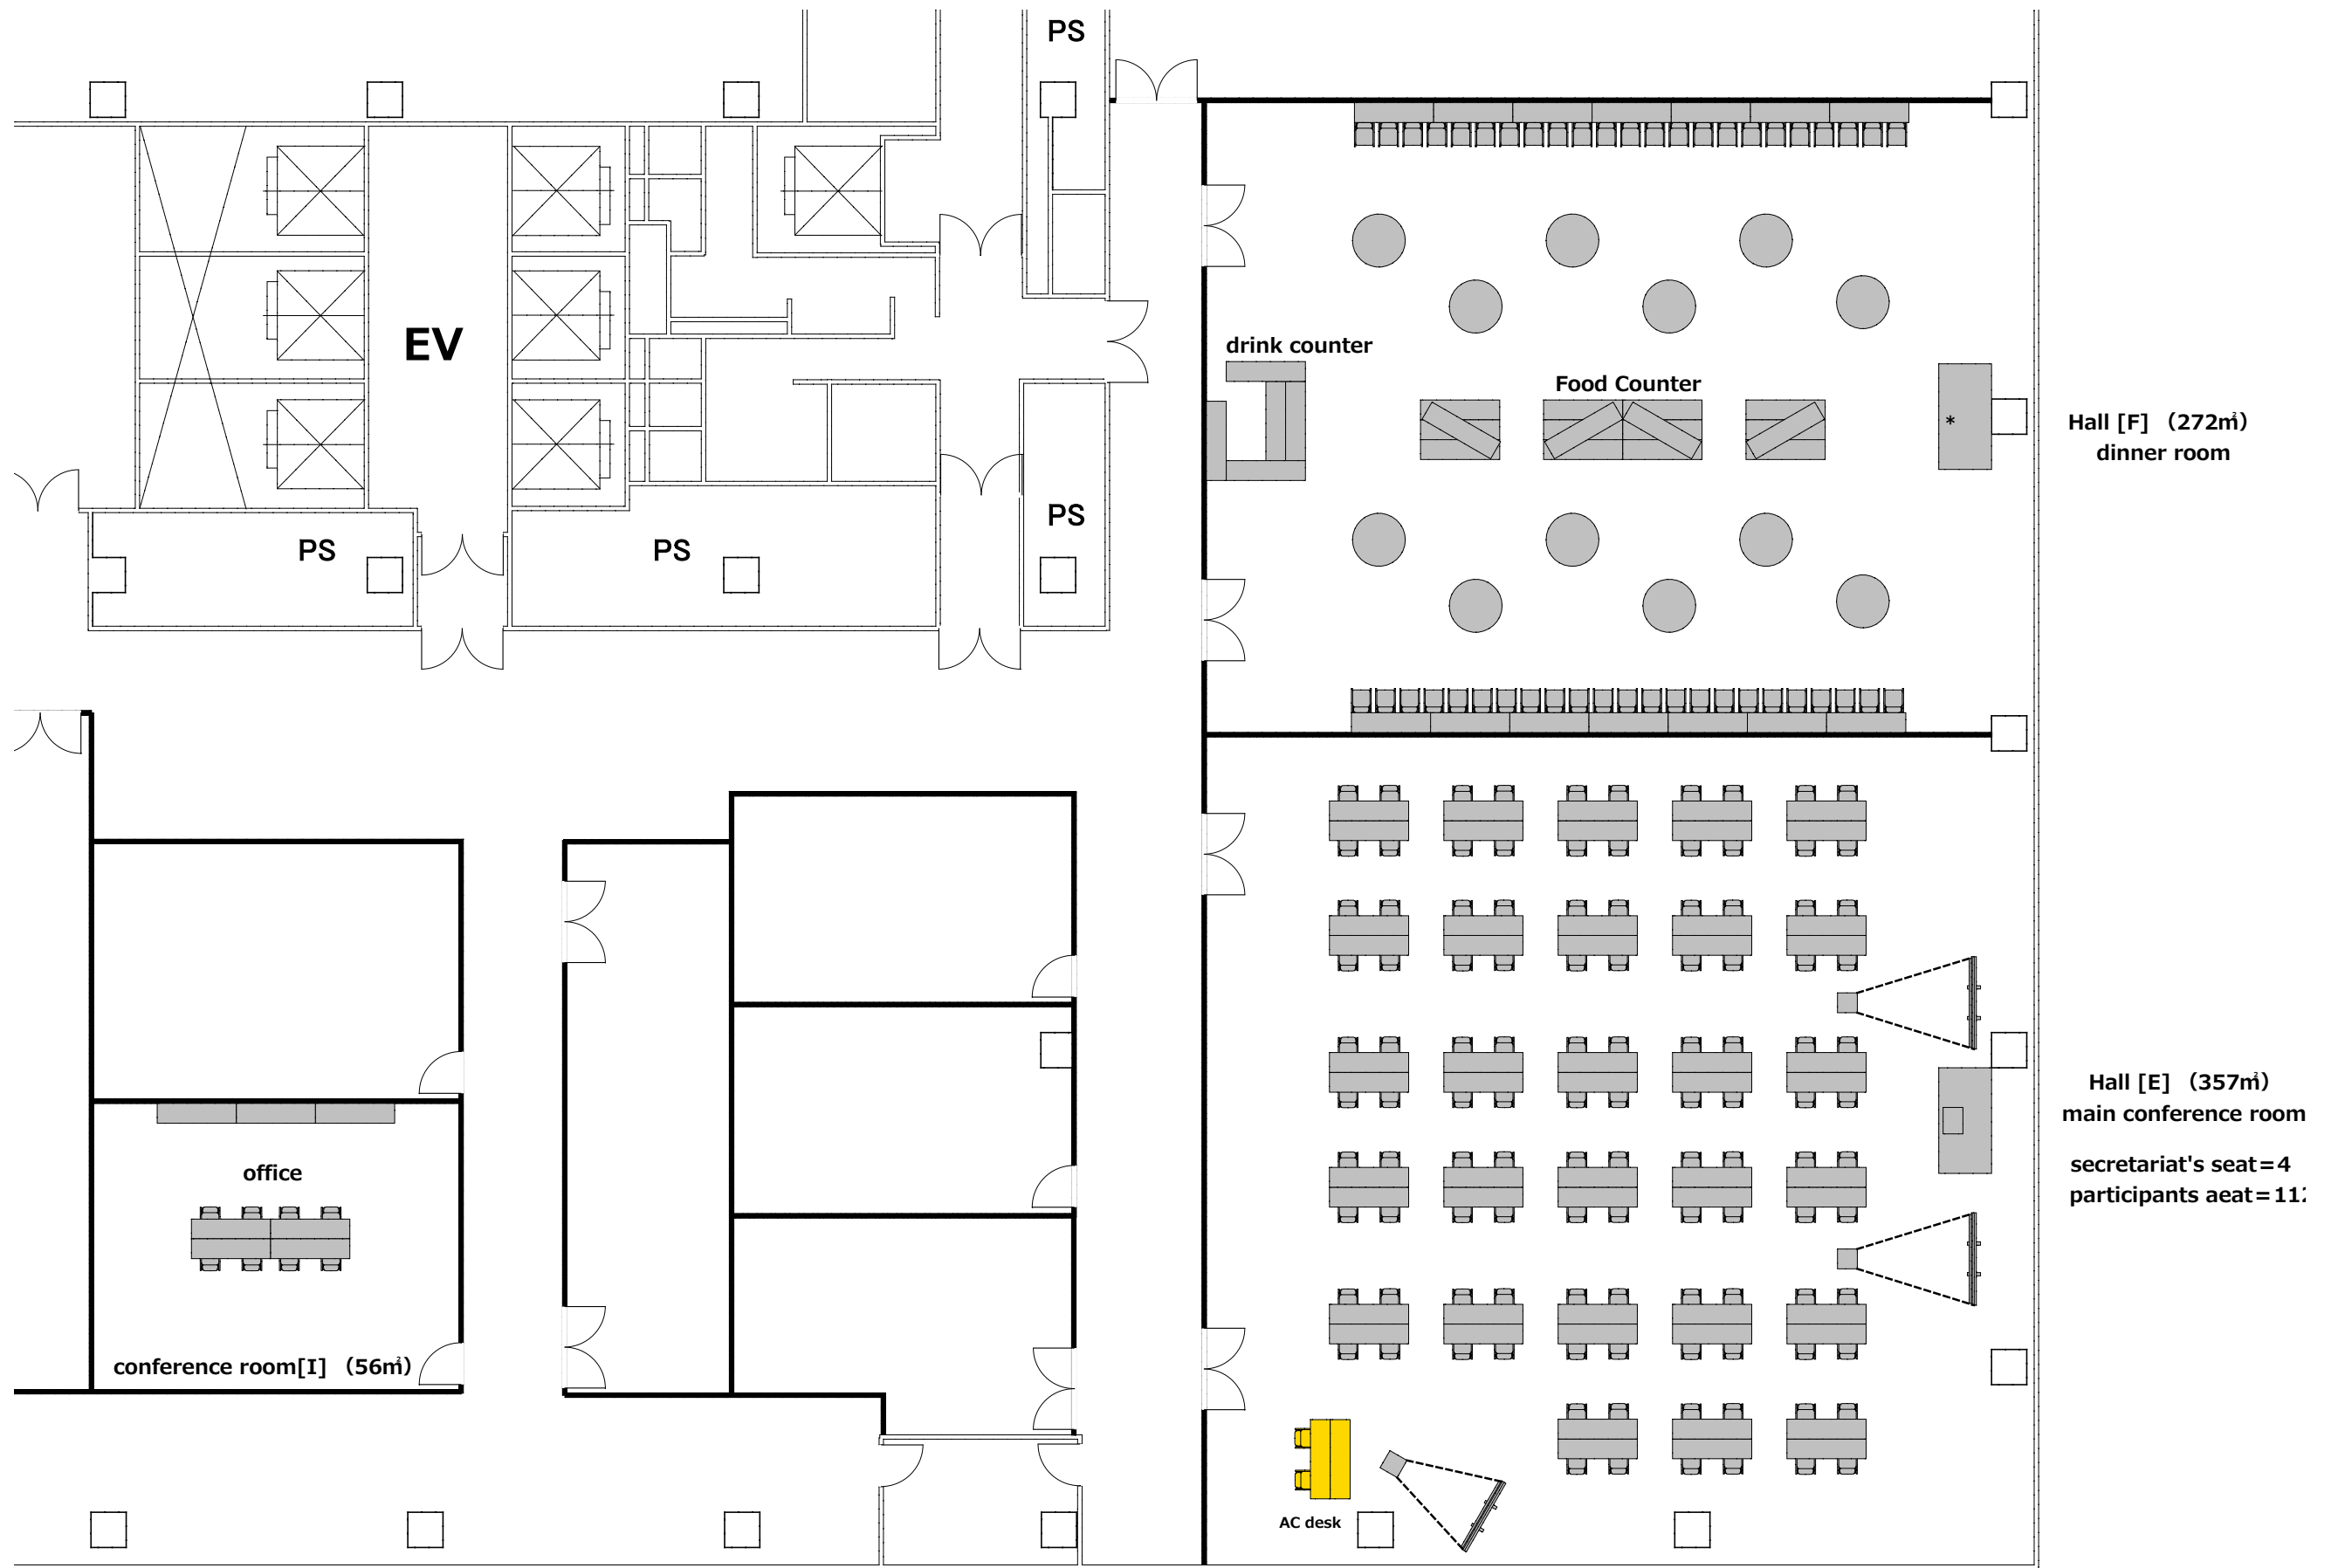 PS
EV
drink counter
Food Counter
*
Hall [F] （272㎡）
dinner room
PS
PS
PS
Hall [E] （357㎡）
main conference room
secretariat's seat=4
participants aeat=112
office
conference room[I] （56㎡）
AC desk